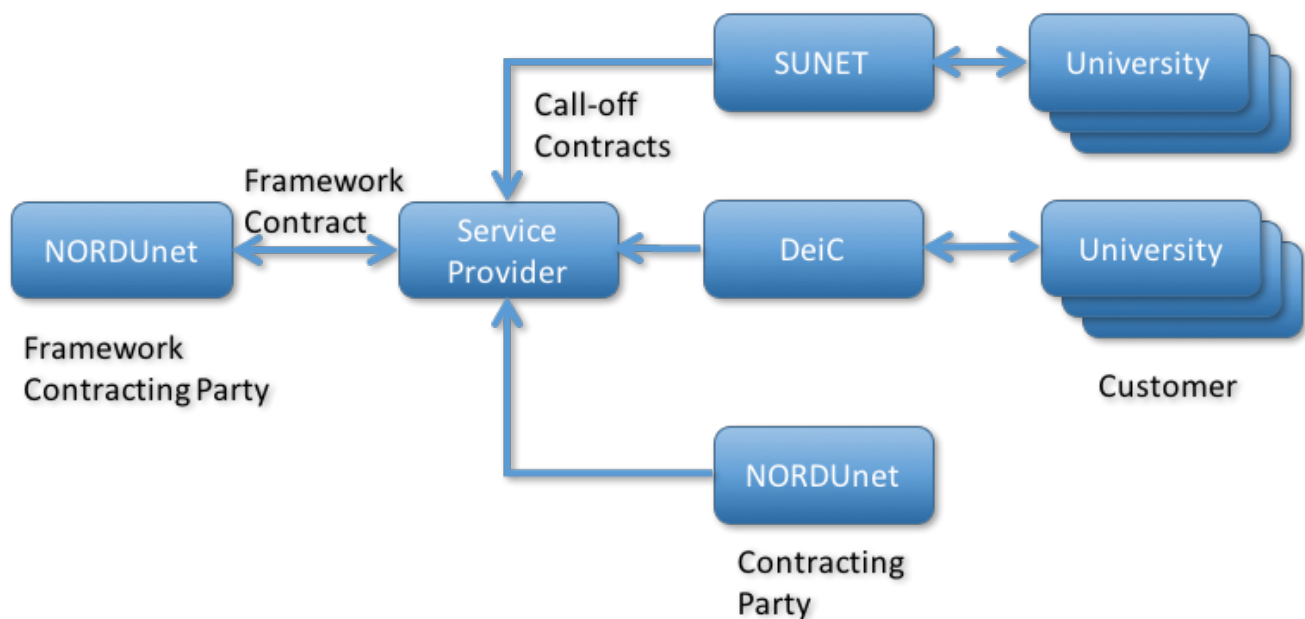 SUNET
University
Call-off
Contracts
Framework
Contract
NORDUnet
Service
Provider
DeiC
University
Framework
Contracting Party
Customer
NORDUnet
Contracting
Party